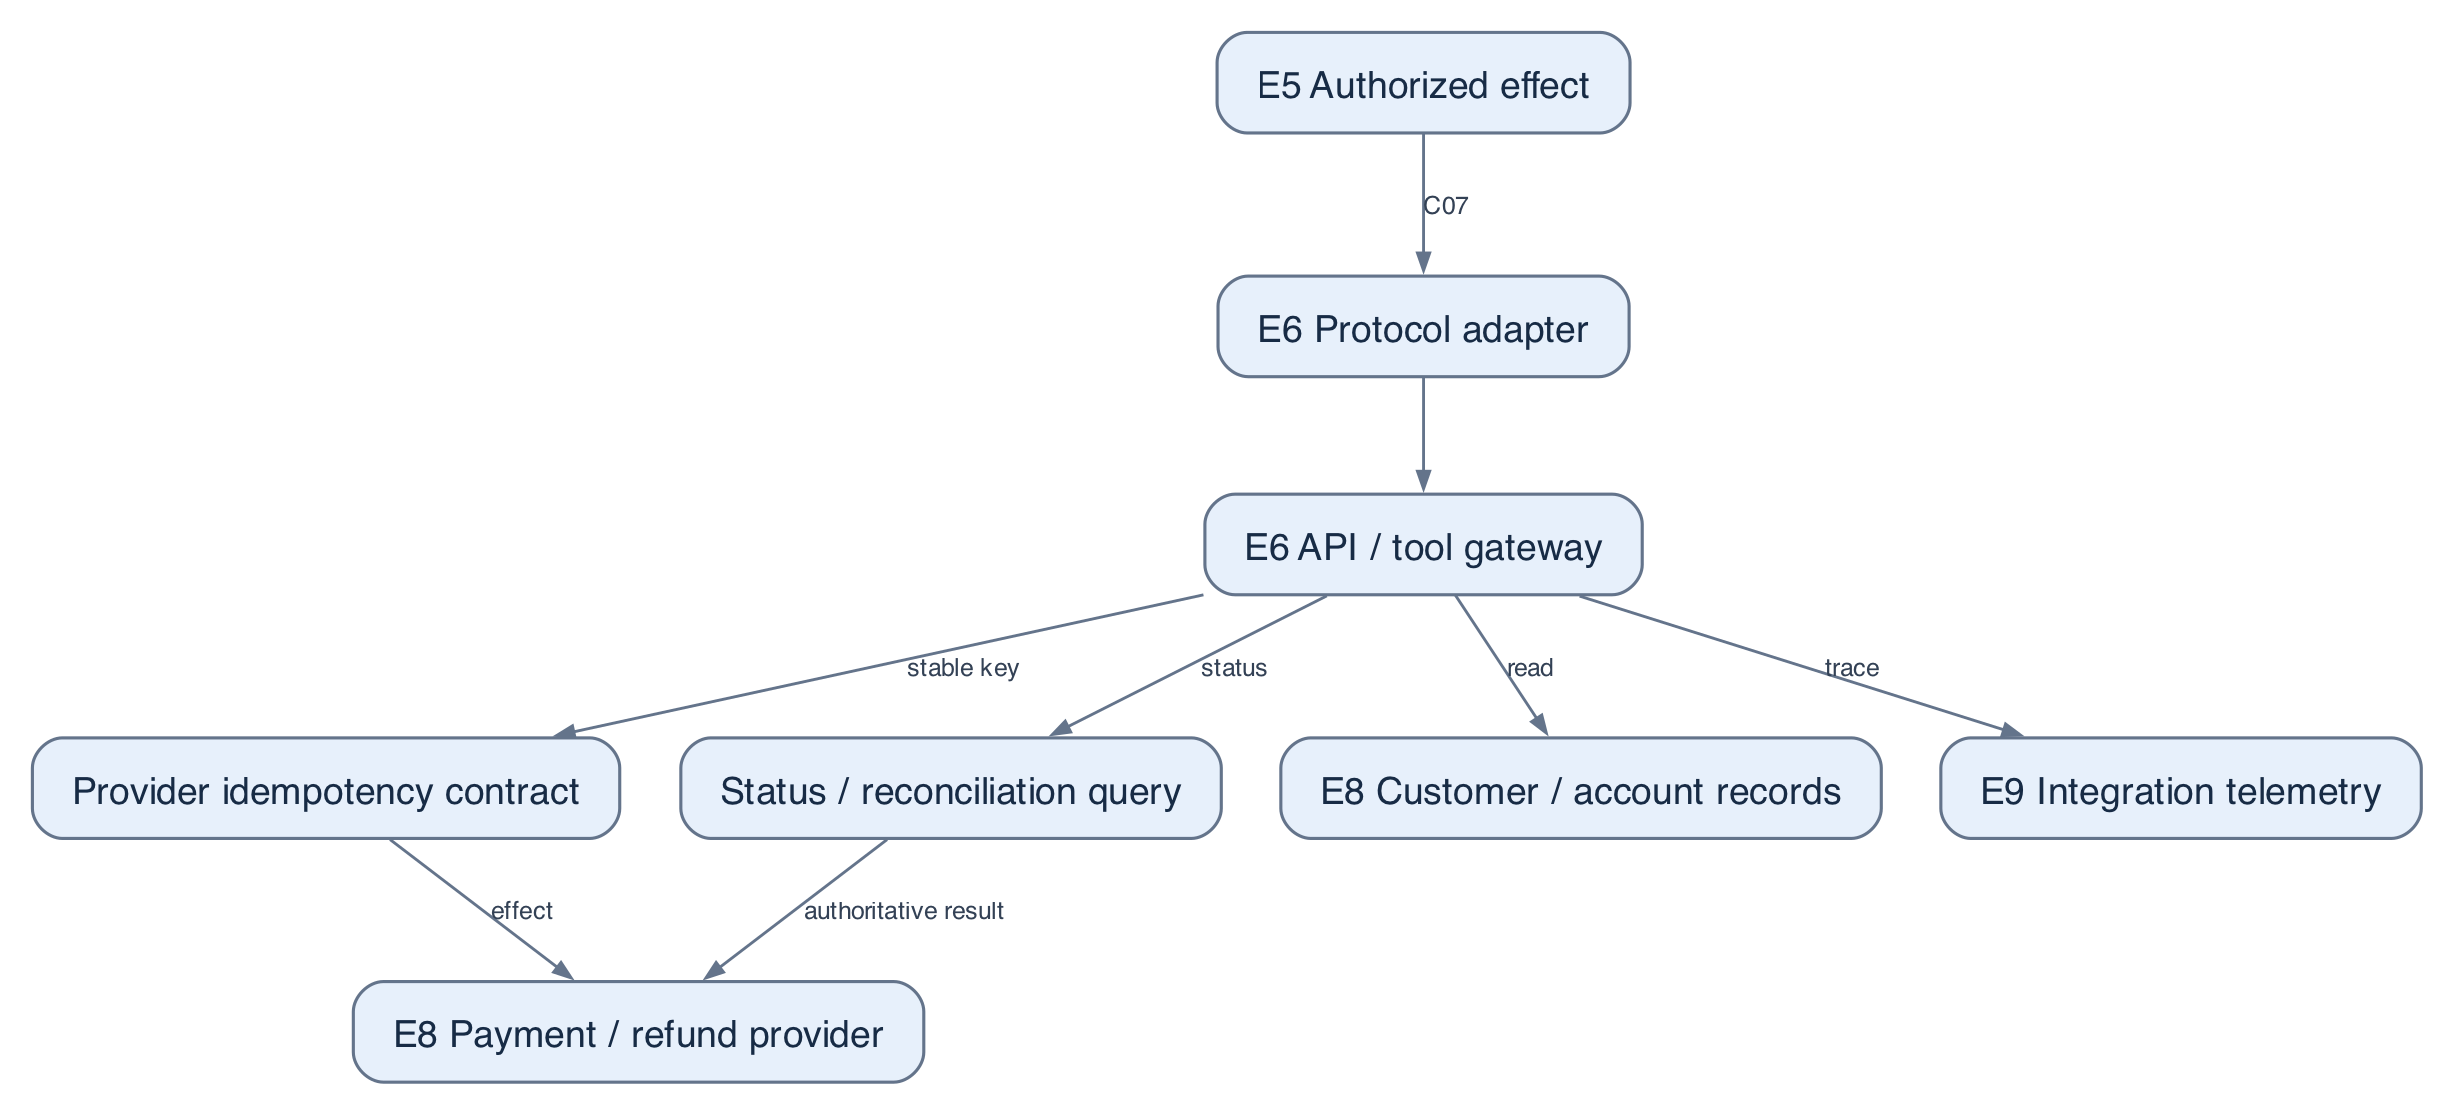 E5 Authorized effect
C07
E6 Protocol adapter
E6 API / tool gateway
stable key
status
read
trace
Provider idempotency contract
Status / reconciliation query
E8 Customer / account records
E9 Integration telemetry
effect
authoritative result
E8 Payment / refund provider